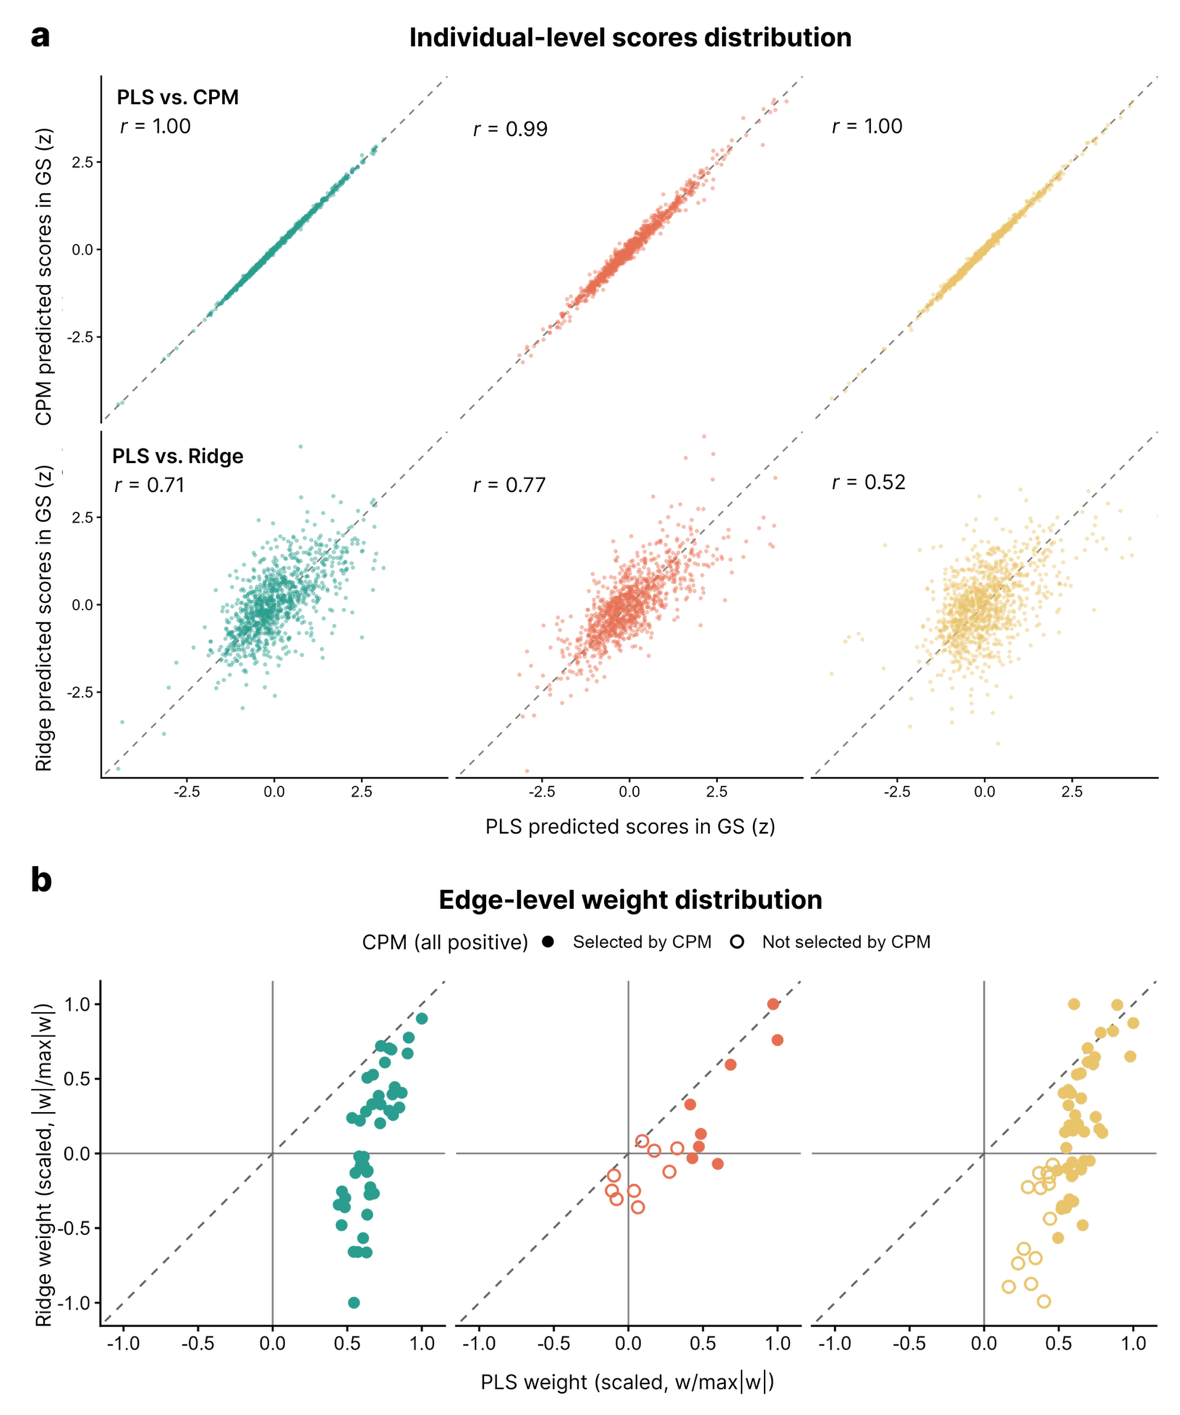 a
Individual-level scores distribution
PLS vs. CPM
r = 1.00
r = 0.99
r = 1.00
CPM predicted scores in GS (z)
2.5
0.0
-2.5
PLS vs. Ridge
r = 0.71
r = 0.77
r = 0.52
Ridge predicted scores in GS (z)
2.5
0.0
-2.5
-2.5 0.0 2.5 -2.5 0.0 2.5 -2.5 0.0 2.5
PLS predicted scores in GS (z)
b
Edge-level weight distribution
CPM (all positive) Selected by CPM Not selected by CPM
Ridge weight (scaled, |w|/max|w|)
1.0
0.5
0.0
-0.5
-1.0
-1.0 -0.5 0.0 0.5 1.0 -1.0 -0.5 0.0 0.5 1.0 -1.0 -0.5 0.0 0.5 1.0
PLS weight (scaled, w/max|w|)